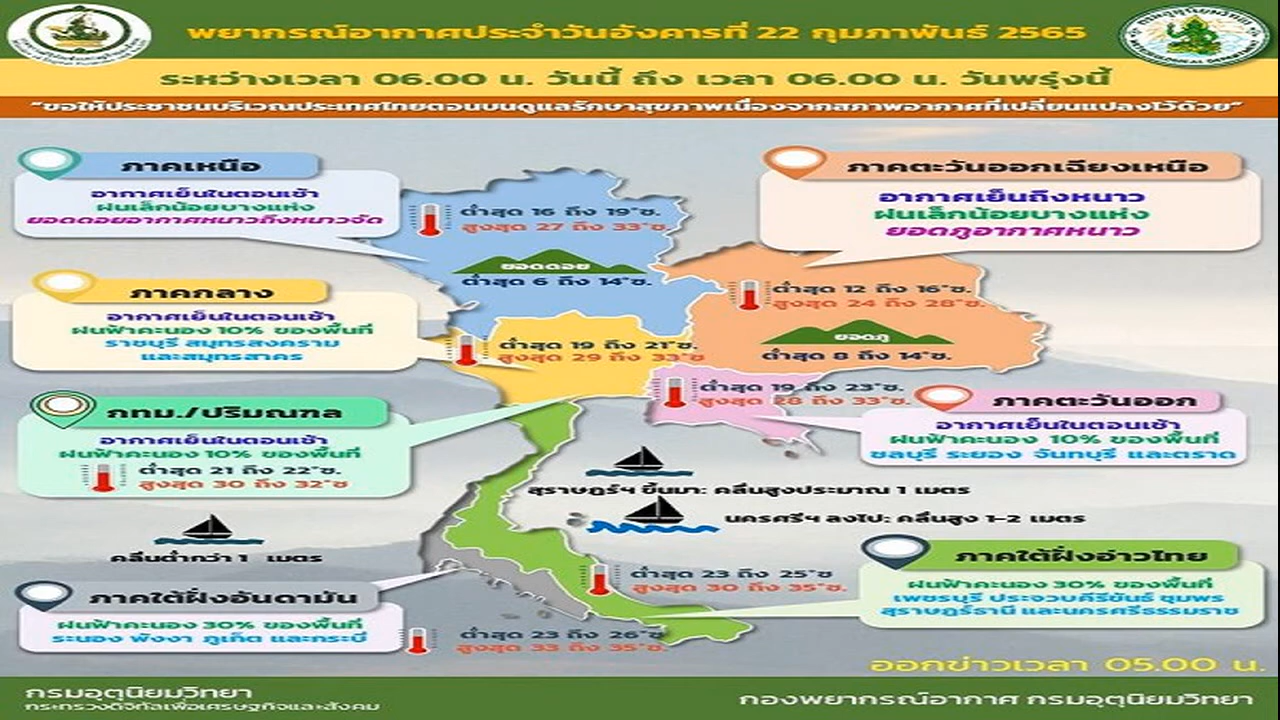 พยากรณ์อากาศประจำวันอังคารที่ 22 กุมภาพันธ์ 2565
ระหว่างเวลา 06.00 น. วันนี้ ถึง เวลา 06.00 น. วันพรุ่งนี้
"ขอให้ประชาชนบริเวณประเทศไทยตอนบนดูแลรักษาสุขภาพเนื่องจากสภาพอากาศที่เปลี่ยนแปลงไว้ด้วย"
ภาคเหนือ
อากาศเย็นในตอนเช้า
ฝนเล็กน้อยบางแห่ง
ยอดดอยอากาศหนาวถึงหนาวจัด
ต่ำสุด 16 ถึง 19°ซ.
สูงสุด 27 ถึง 33°ซ.
ยอดดอย
ต่ำสุด 6 ถึง 14°ซ.
ภาคตะวันออกเฉียงเหนือ
อากาศเย็นถึงหนาว
ฝนเล็กน้อยบางแห่ง
ยอดภูอากาศหนาว
ต่ำสุด 12 ถึง 16°ซ.
สูงสุด 24 ถึง 28°ซ.
ยอดภู
ต่ำสุด 8 ถึง 14°ซ.
ภาคกลาง
อากาศเย็นในตอนเช้า
ฝนฟ้าคะนอง 10% ของพื้นที่
ราชบุรี สมุทรสงคราม
และสมุทรสาคร
ต่ำสุด 19 ถึง 21°ซ.
สูงสุด 29 ถึง 33°ซ
กทม./ปริมณฑล
อากาศเย็นในตอนเช้า
ฝนฟ้าคะนอง 10% ของพื้นที่
ต่ำสุด 21 ถึง 22°ซ.
สูงสุด 30 ถึง 32°ซ
ต่ำสุด 19 ถึง 23°ซ.
สูงสุด 28 ถึง 33°ซ.
ภาคตะวันออก
อากาศเย็นในตอนเช้า
ฝนฟ้าคะนอง 10% ของพื้นที่
ชลบุรี ระยอง จันทบุรี และตราด
สุราษฎร์ฯ ขึ้นมา: คลื่นสูงประมาณ 1 เมตร
นครศรีฯ ลงไป: คลื่นสูง 1-2 เมตร
คลื่นต่ำกว่า 1 เมตร
ภาคใต้ฝั่งอ่าวไทย
ฝนฟ้าคะนอง 30% ของพื้นที่
เพชรบุรี ประจวบคีรีขันธ์ ชุมพร
สุราษฎร์ธานี และนครศรีธรรมราช
ต่ำสุด 23 ถึง 25°ซ
สูงสุด 30 ถึง 35°ซ.
ภาคใต้ฝั่งอันดามัน
ฝนฟ้าคะนอง 30% ของพื้นที่
ระนอง พังงา ภูเก็ต และกระบี่
ต่ำสุด 23 ถึง 26°ซ
สูงสุด 33 ถึง 35°ซ.
ออกข่าวเวลา 05.00 น.
กรมอุตุนิยมวิทยา
กระทรวงดิจิทัลเพื่อเศรษฐกิจและสังคม
กองพยากรณ์อากาศ กรมอุตุนิยมวิทยา